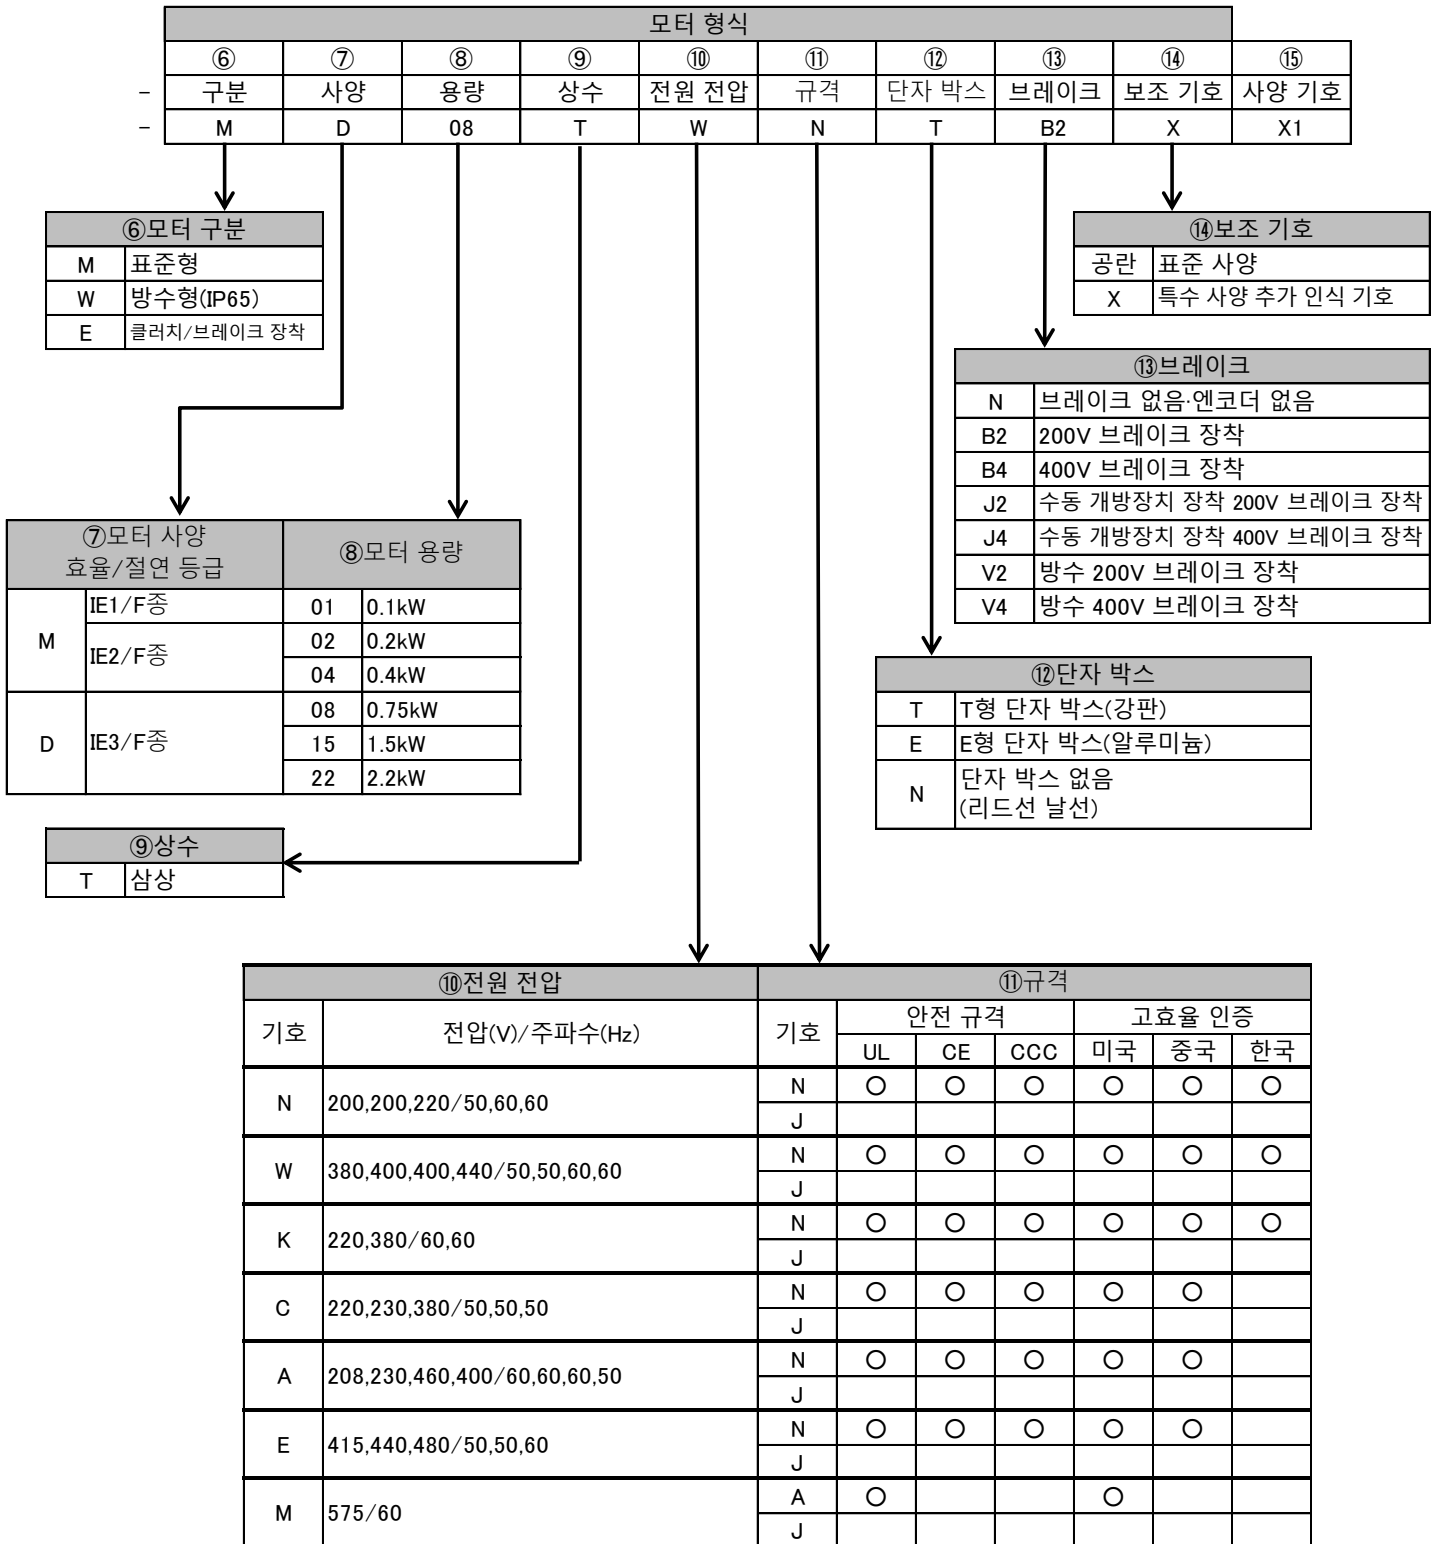 모터 형식
⑥ ⑦ ⑧ ⑨ ⑩ ⑪ ⑫ ⑬ ⑭ ⑮
- 구분 사양 용량 상수 전원 전압 규격 단자 박스 브레이크 보조 기호 사양 기호
- M D 08 T W N T B2 X X1
⑥모터 구분
M 표준형
W 방수형(IP65)
E 클러치/브레이크 장착
⑭보조 기호
공란 표준 사양
X 특수 사양 추가 인식 기호
⑬브레이크
N 브레이크 없음·엔코더 없음
B2 200V 브레이크 장착
B4 400V 브레이크 장착
J2 수동 개방장치 장착 200V 브레이크 장착
J4 수동 개방장치 장착 400V 브레이크 장착
V2 방수 200V 브레이크 장착
V4 방수 400V 브레이크 장착
⑦모터 사양
효율/절연 등급
⑧모터 용량
M IE1/F종 01 0.1kW
IE2/F종 02 0.2kW
04 0.4kW
D IE3/F종 08 0.75kW
15 1.5kW
22 2.2kW
⑫단자 박스
T T형 단자 박스(강판)
E E형 단자 박스(알루미늄)
N 단자 박스 없음
(리드선 날선)
⑨상수
T 삼상
⑩전원 전압 ⑪규격
기호 전압(V)/주파수(Hz) 기호 안전 규격 고효율 인증
UL CE CCC 미국 중국 한국
N 200,200,220/50,60,60 N ○ ○ ○ ○ ○ ○
J
W 380,400,400,440/50,50,60,60 N ○ ○ ○ ○ ○ ○
J
K 220,380/60,60 N ○ ○ ○ ○ ○ ○
J
C 220,230,380/50,50,50 N ○ ○ ○ ○ ○
J
A 208,230,460,400/60,60,60,50 N ○ ○ ○ ○ ○
J
E 415,440,480/50,50,60 N ○ ○ ○ ○ ○
J
M 575/60 A ○ ○
J